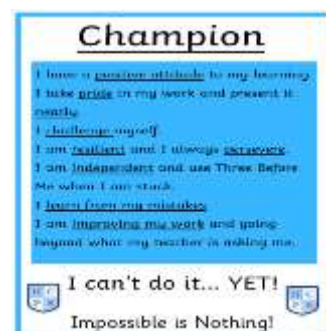 Champion
I have a positive attitude to my learning
I take pride in my work and present it
neatly.
I challenge myself.
I am resilient and I always persevere.
I am independent and use Three Before
Me when I am stuck.
I learn from my mistakes
I am improving my work and going
beyond what my teacher is asking me.
I can't do it... YET!
Impossible is Nothing!